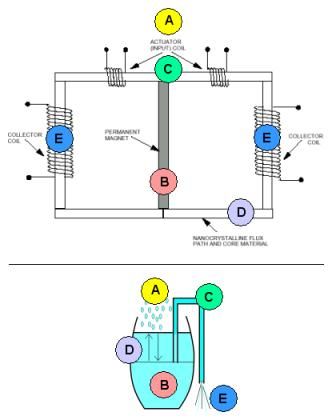 A
ACTUATOR
(INPUT) COIL
C
E
COLLECTOR
COIL
PERMANENT
MAGNET
E
COLLECTOR
COIL
B
D
NANOCRYSTALLINE FLUX
PATH AND CORE MATERIAL
A
C
D
B
E